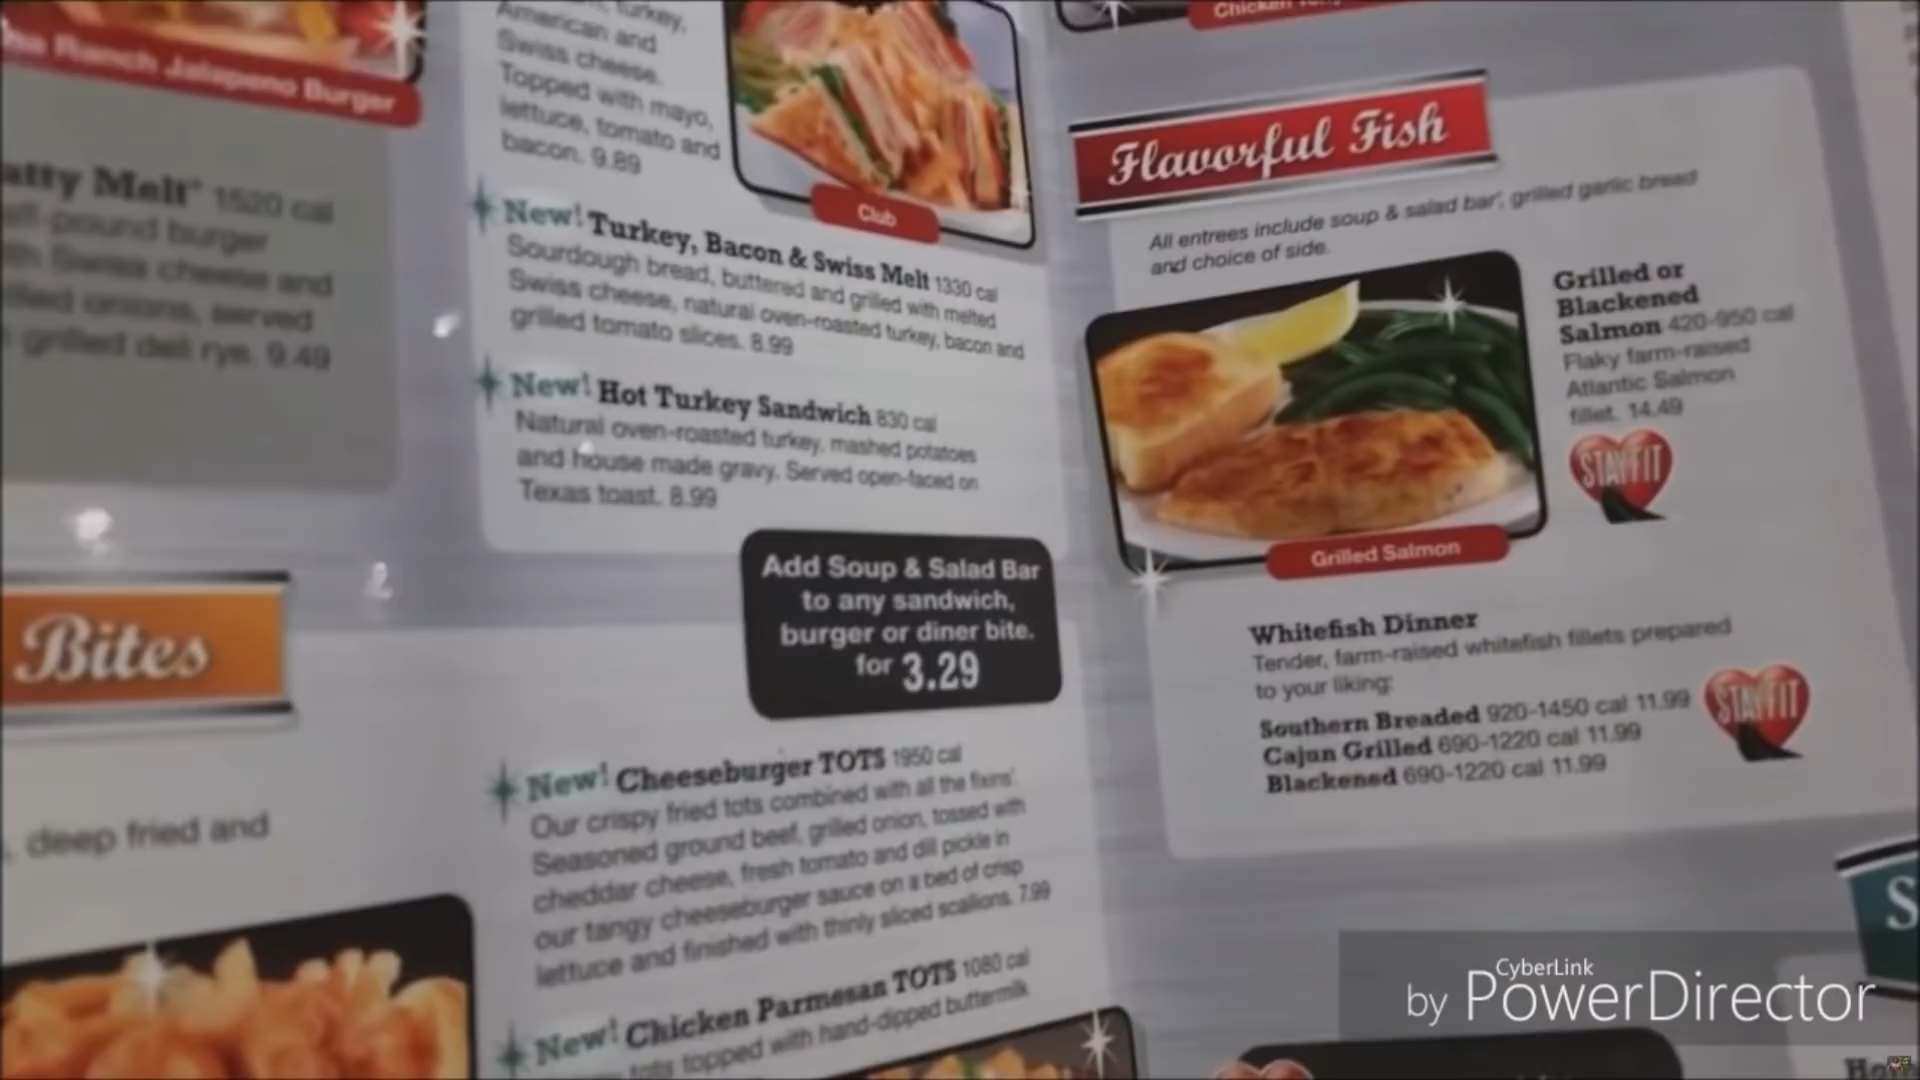 Ranch Jalapeno Burger
Melt* 1520 cal
pound burger
Swiss cheese and
onions, served
grilled deli rye. 9.49
Bites
, deep fried and
turkey,
American and
Swiss cheese.
Topped with mayo,
lettuce, tomato and
bacon. 9.89
Club
New! Turkey, Bacon & Swiss Melt 1330 cal
Sourdough bread, buttered and grilled with melted
Swiss cheese, natural oven-roasted turkey, bacon and
grilled tomato slices. 8.99
New! Hot Turkey Sandwich 830 cal
Natural oven-roasted turkey, mashed potatoes
and house made gravy. Served open-faced on
Texas toast. 8.99
Add Soup & Salad Bar
to any sandwich,
burger or diner bite.
for 3.29
New! Cheeseburger TOTS 1950 cal
Our crispy fried tots combined with all the fixins'.
Seasoned ground beef, grilled onion, tossed with
cheddar cheese, fresh tomato and dill pickle in
our tangy cheeseburger sauce on a bed of crisp
lettuce and finished with thinly sliced scallions. 7.99
New! Chicken Parmesan TOTS 1080 cal
tots topped with hand-dipped buttermilk
Chicken
Flavorful Fish
All entrees include soup & salad bar*, grilled garlic bread
and choice of side.
Grilled or
Blackened
Salmon 420-950 cal
Flaky farm-raised
Atlantic Salmon
fillet. 14.49
STAY FIT
Grilled Salmon
Whitefish Dinner
Tender, farm-raised whitefish fillets prepared
to your liking:
Southern Breaded 920-1450 cal 11.99
Cajun Grilled 690-1220 cal 11.99
Blackened 690-1220 cal 11.99
STAY FIT
S
CyberLink
by PowerDirector